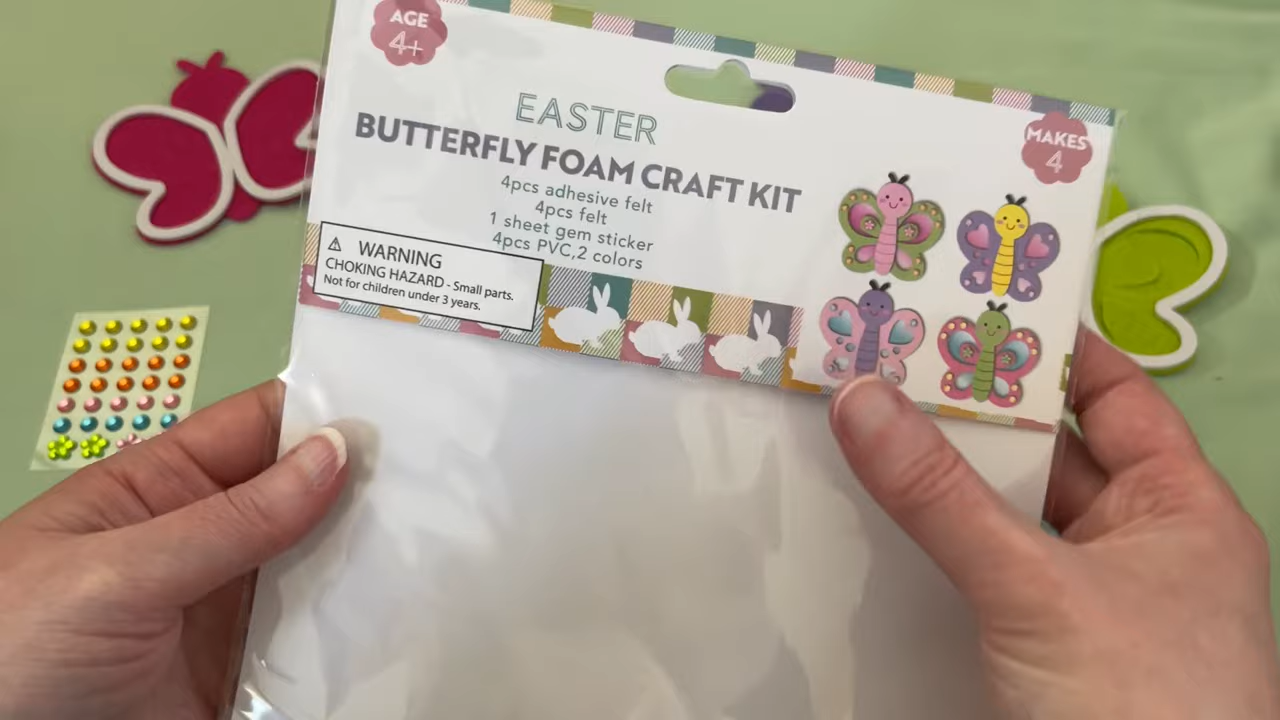 AGE
4+
EASTER
BUTTERFLY FOAM CRAFT KIT
4pcs adhesive felt
4pcs felt
1 sheet gem sticker
4pcs PVC,2 colors
WARNING
CHOKING HAZARD - Small parts.
Not for children under 3 years.
MAKES
4